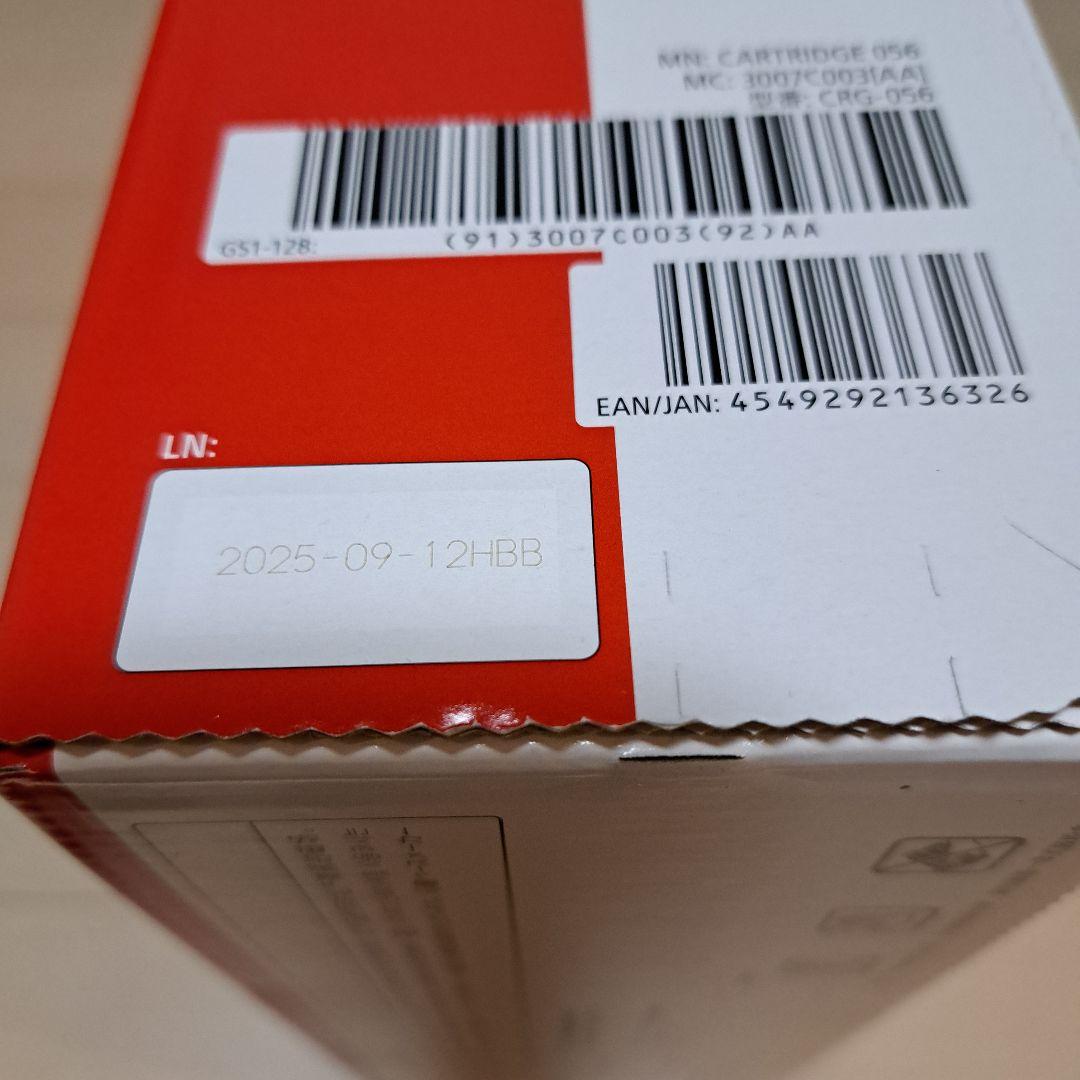 MN: CARTRIDGE 056
MC: 3007C003[AA]
型番: CRG-056
GS1-128:
(91)3007C003(92)AA
EAN/JAN: 4549292136326
LN:
2025-09-12HBB